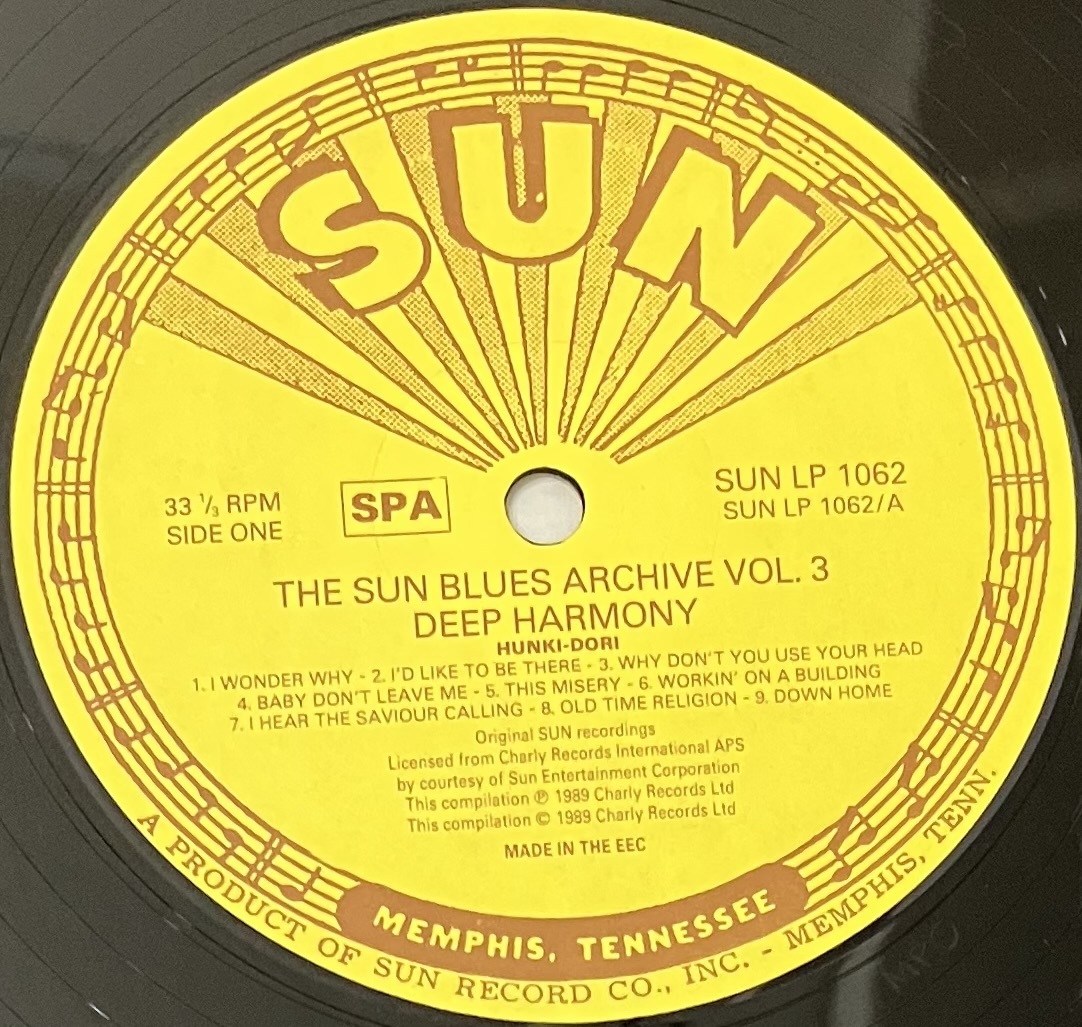 SUN
33 ⅓ RPM
SIDE ONE
SPA
SUN LP 1062
SUN LP 1062/A
THE SUN BLUES ARCHIVE VOL. 3
DEEP HARMONY
HUNKI-DORI
1. I WONDER WHY - 2. I'D LIKE TO BE THERE - 3. WHY DON'T YOU USE YOUR HEAD
4. BABY DON'T LEAVE ME - 5. THIS MISERY - 6. WORKIN' ON A BUILDING
7. I HEAR THE SAVIOUR CALLING - 8. OLD TIME RELIGION - 9. DOWN HOME
Original SUN recordings
Licensed from Charly Records International APS
by courtesy of Sun Entertainment Corporation
This compilation ℗ 1989 Charly Records Ltd
This compilation © 1989 Charly Records Ltd
MADE IN THE EEC
MEMPHIS, TENNESSEE
A PRODUCT OF SUN RECORD CO., INC. - MEMPHIS, TENN.